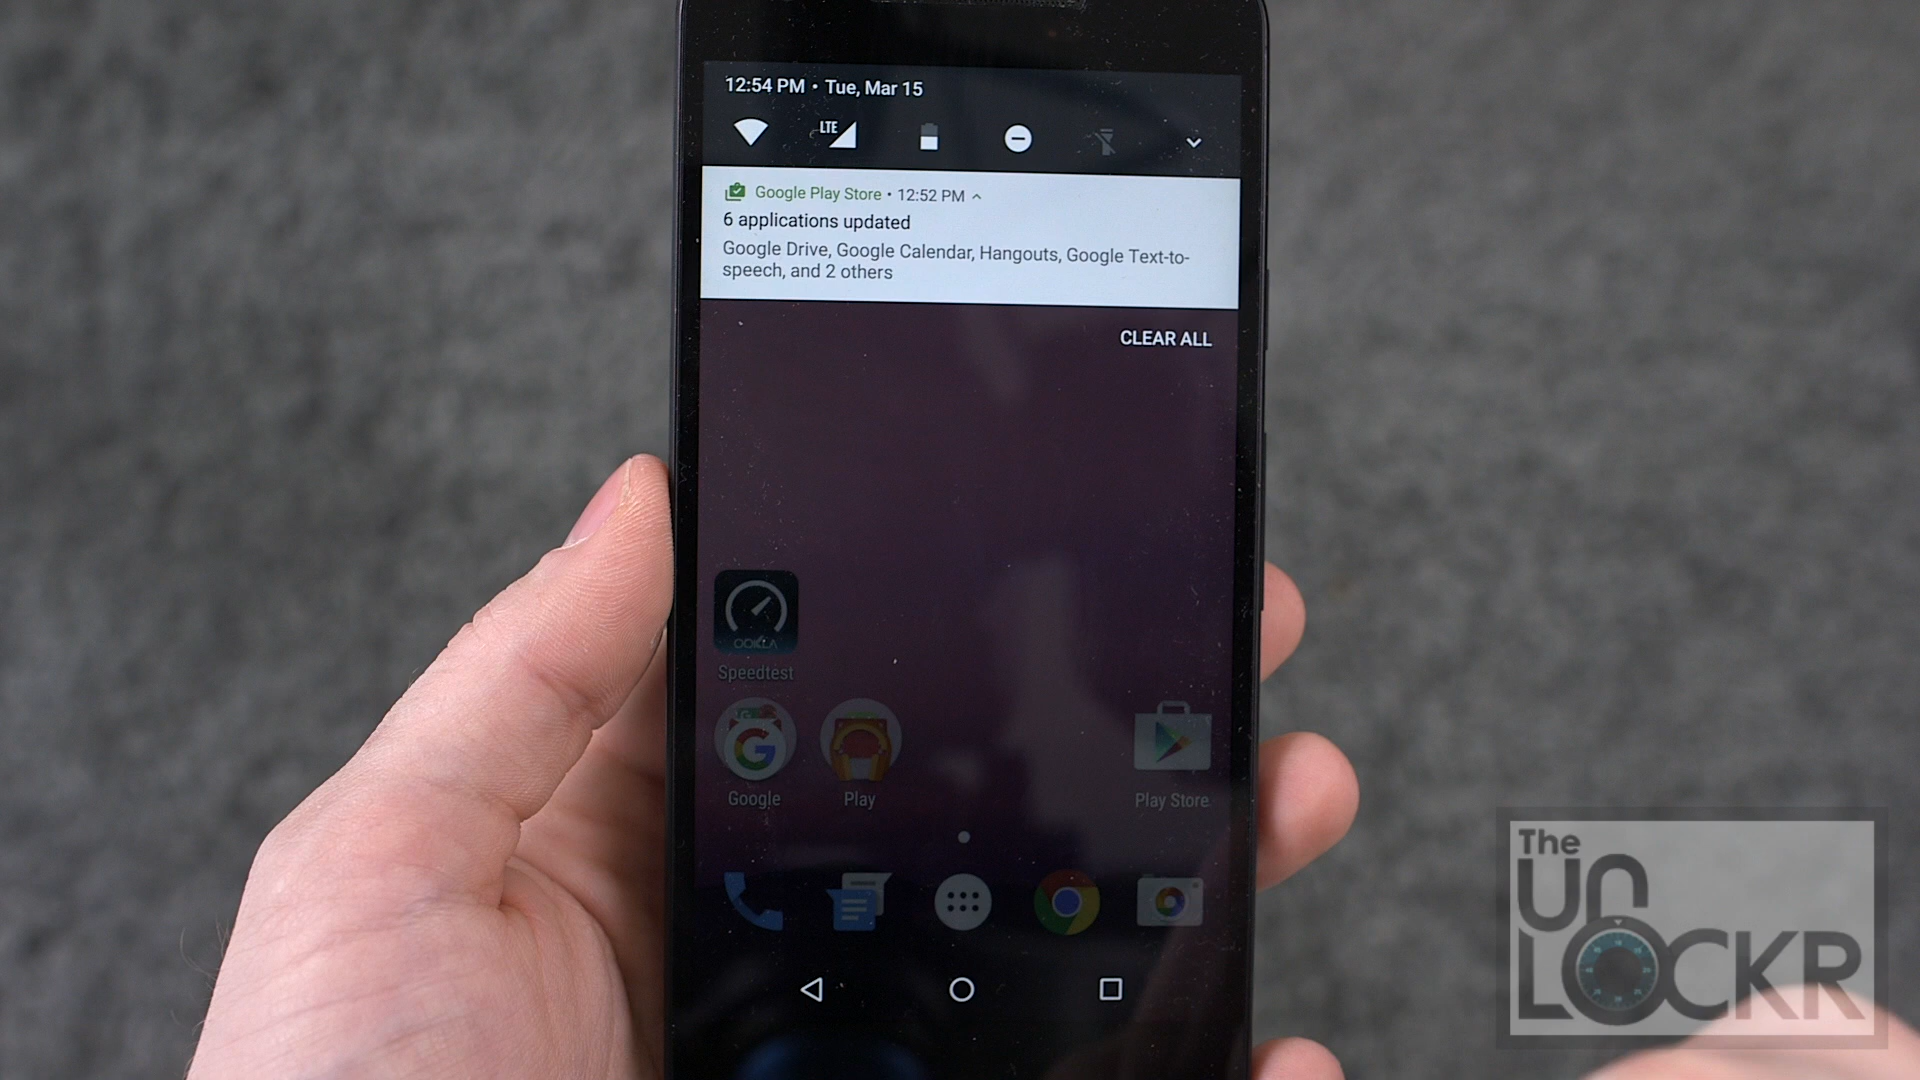 12:54 PM • Tue, Mar 15
LTE
Google Play Store • 12:52 PM
6 applications updated
Google Drive, Google Calendar, Hangouts, Google Text-to-
speech, and 2 others
CLEAR ALL
OOKLA
Speedtest
G
Google
Play
Play Store
The
Un
LOCKR